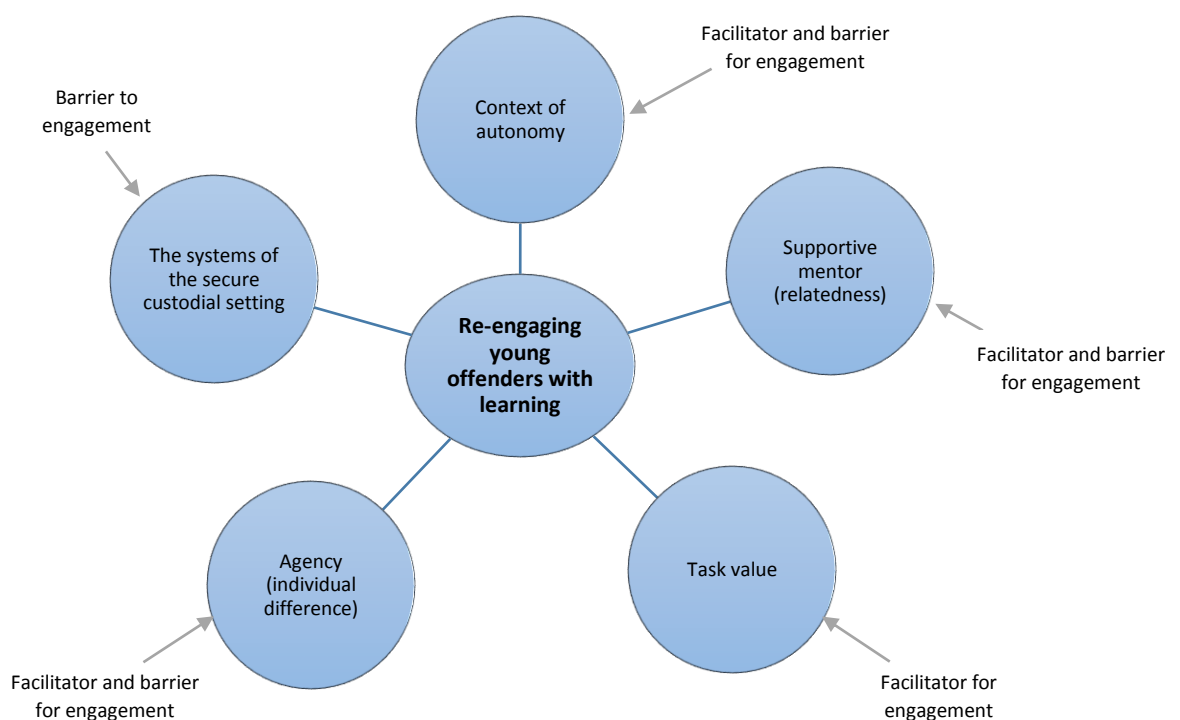 Facilitator and barrier
for engagement
Context of
autonomy
Barrier to
engagement
The systems of
the secure
custodial setting
Supportive
mentor
(relatedness)
Facilitator and barrier
for engagement
Re-engaging
young
offenders with
learning
Agency
(individual
difference)
Facilitator and barrier
for engagement
Task value
Facilitator for
engagement